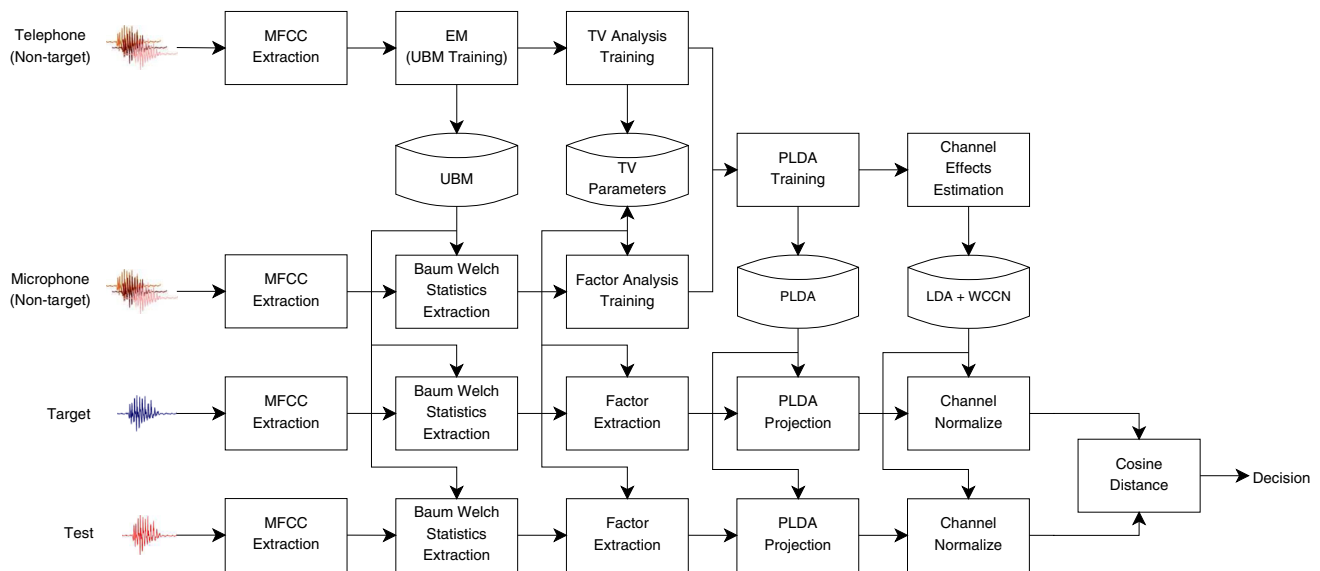 Telephone
(Non-target)
MFCC
Extraction
EM
(UBM Training)
TV Analysis
Training
UBM
TV
Parameters
PLDA
Training
Channel
Effects
Estimation
Microphone
(Non-target)
MFCC
Extraction
Baum Welch
Statistics
Extraction
Factor Analysis
Training
PLDA
LDA + WCCN
Target
MFCC
Extraction
Baum Welch
Statistics
Extraction
Factor
Extraction
PLDA
Projection
Channel
Normalize
Cosine
Distance
Decision
Test
MFCC
Extraction
Baum Welch
Statistics
Extraction
Factor
Extraction
PLDA
Projection
Channel
Normalize